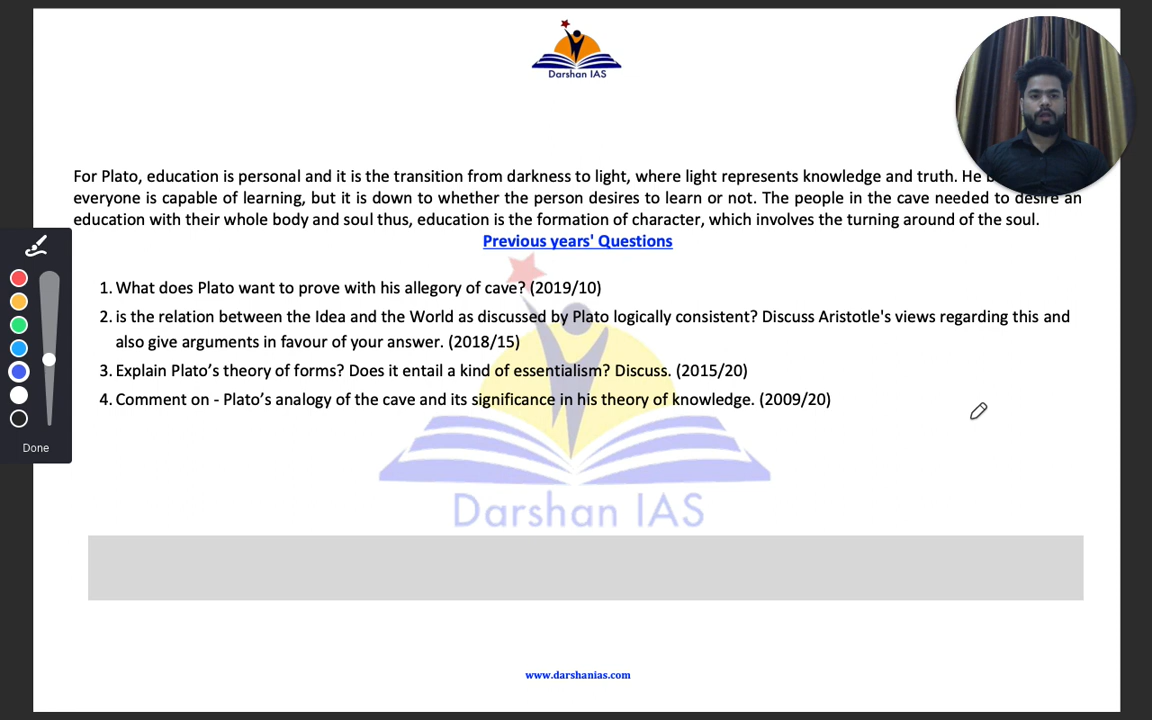 Darshan IAS
For Plato, education is personal and it is the transition from darkness to light, where light represents knowledge and truth. He
everyone is capable of learning, but it is down to whether the person desires to learn or not. The people in the cave needed to desire an
education with their whole body and soul thus, education is the formation of character, which involves the turning around of the soul.
Previous years' Questions
1. What does Plato want to prove with his allegory of cave? (2019/10)
2. is the relation between the Idea and the World as discussed by Plato logically consistent? Discuss Aristotle's views regarding this and
also give arguments in favour of your answer. (2018/15)
3. Explain Plato’s theory of forms? Does it entail a kind of essentialism? Discuss. (2015/20)
4. Comment on - Plato’s analogy of the cave and its significance in his theory of knowledge. (2009/20)
Done
Darshan IAS
www.darshanias.com